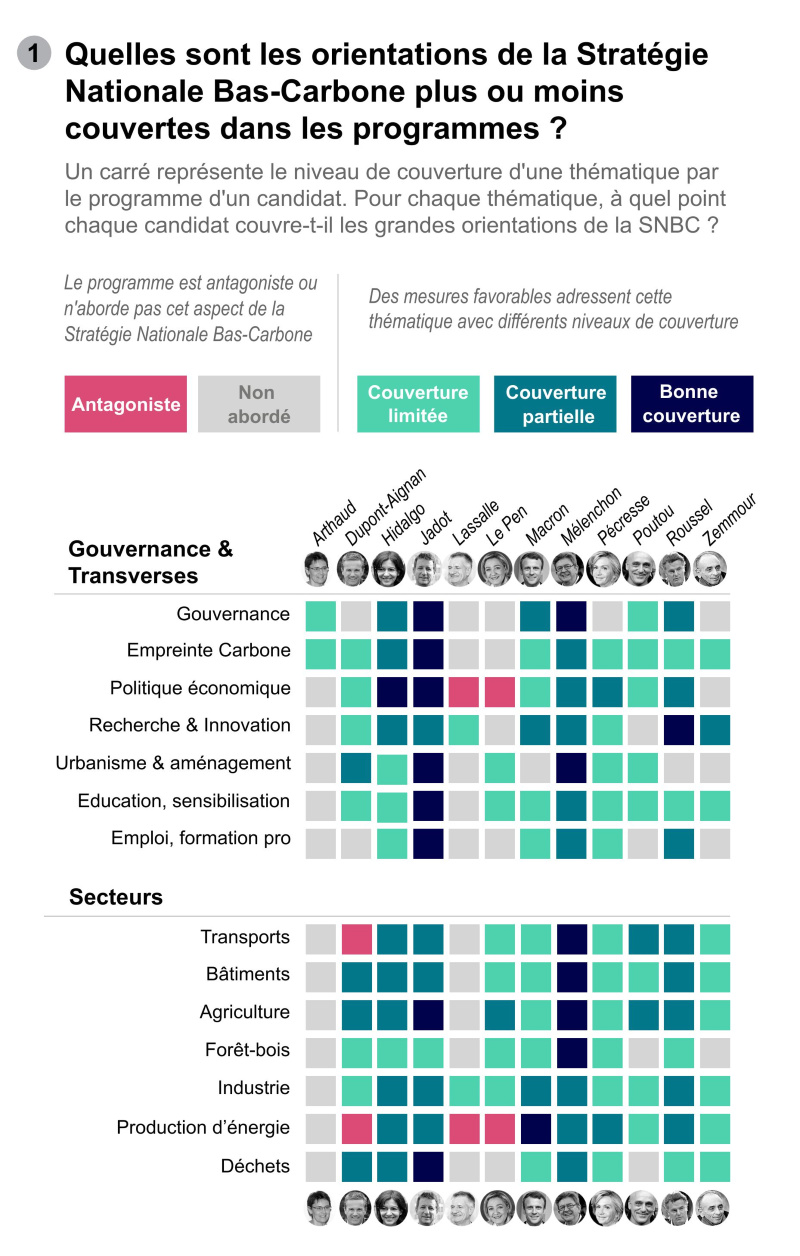 1
Quelles sont les orientations de la Stratégie
Nationale Bas-Carbone plus ou moins
couvertes dans les programmes ?
Un carré représente le niveau de couverture d'une thématique par
le programme d'un candidat. Pour chaque thématique, à quel point
chaque candidat couvre-t-il les grandes orientations de la SNBC ?
Le programme est antagoniste ou
n'aborde pas cet aspect de la
Stratégie Nationale Bas-Carbone
Des mesures favorables adressent cette
thématique avec différents niveaux de couverture
Antagoniste
Non
abordé
Couverture
limitée
Couverture
partielle
Bonne
couverture
Arthaud
Dupont-Aignan
Hidalgo
Jadot
Lassalle
Le Pen
Macron
Mélenchon
Pécresse
Poutou
Roussel
Zemmour
Gouvernance &
Transverses
Gouvernance
Empreinte Carbone
Politique économique
Recherche & Innovation
Urbanisme & aménagement
Education, sensibilisation
Emploi, formation pro
Secteurs
Transports
Bâtiments
Agriculture
Forêt-bois
Industrie
Production d'énergie
Déchets